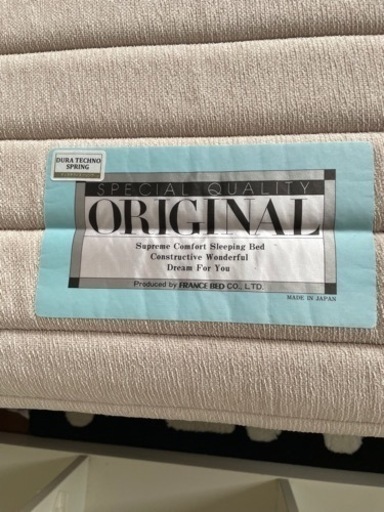 DURA TECHNO
SPRING
SPECIAL QUALITY
ORIGINAL
Supreme Comfort Sleeping Bed
Constructive Wonderful
Dream For You
Produced by FRANCE BED CO., LTD.
MADE IN JAPAN